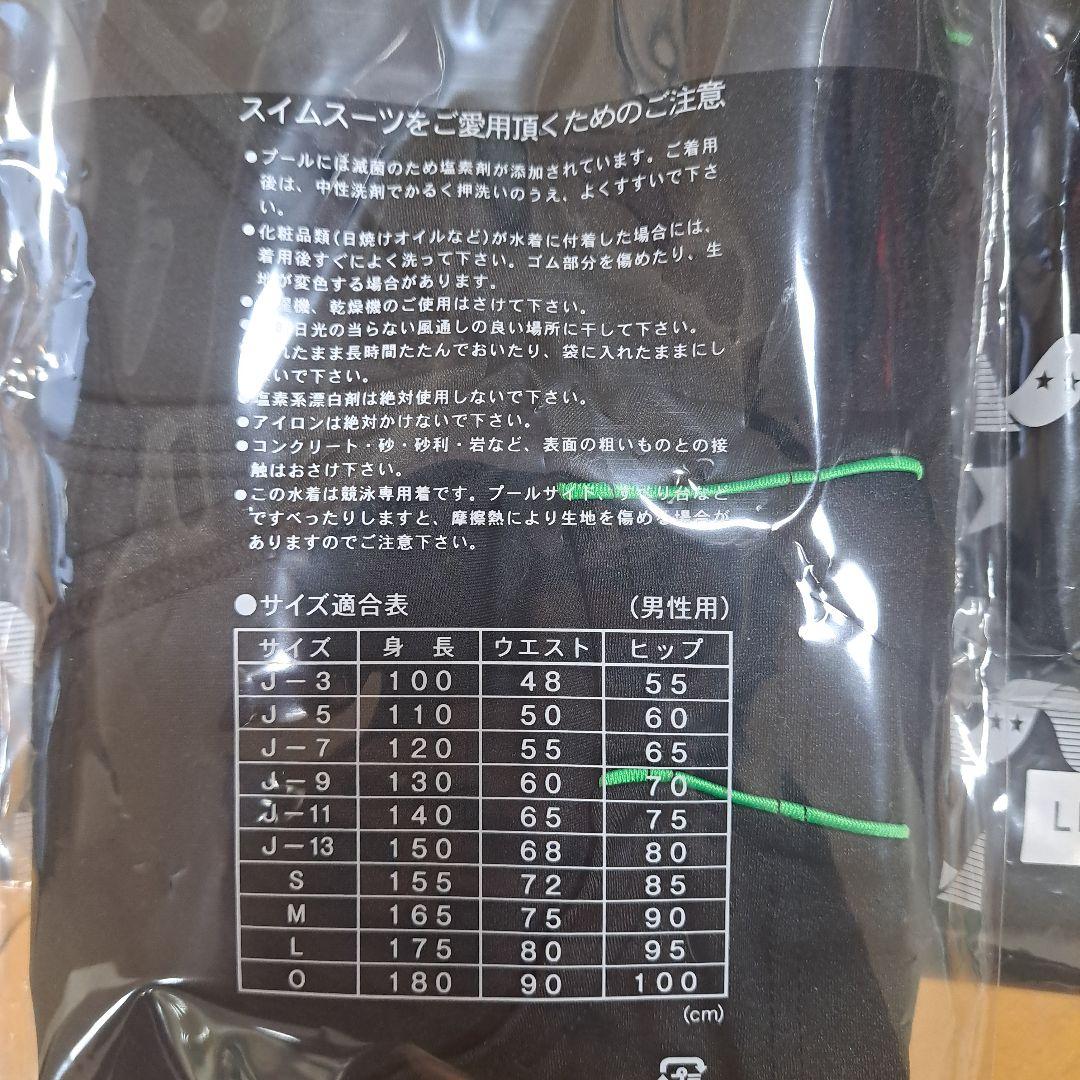 スイムスーツをご愛用頂くためのご注意
●プールには滅菌のため塩素剤が添加されています。ご着用
後は、中性洗剤でかるく押洗いのうえ、よくすすいで下さ
い。
●化粧品類(日焼けオイルなど)が水着に付着した場合には、
着用後すぐによく洗って下さい。ゴム部分を傷めたり、生
地が変色する場合があります。
機、乾燥機のご使用はさけて下さい。
日光の当らない風通しの良い場所に干して下さい。
れたまま長時間たたんでおいたり、袋に入れたままにし
いで下さい。
●塩素系漂白剤は絶対使用しないで下さい。
●アイロンは絶対かけないで下さい。
●コンクリート・砂・砂利・岩など、表面の粗いものとの接
触はおさけ下さい。
●この水着は競泳専用着です。プールサイド すべり台など
ですべったりしますと、摩擦熱により生地を傷める場合が
ありますのでご注意下さい。
●サイズ適合表 (男性用)
サイズ 身 長 ウエスト ヒップ
J-3 100 48 55
J-5 110 50 60
J-7 120 55 65
J-9 130 60 70
J-11 140 65 75
J-13 150 68 80
S 155 72 85
M 165 75 90
L 175 80 95
O 180 90 100
(cm)